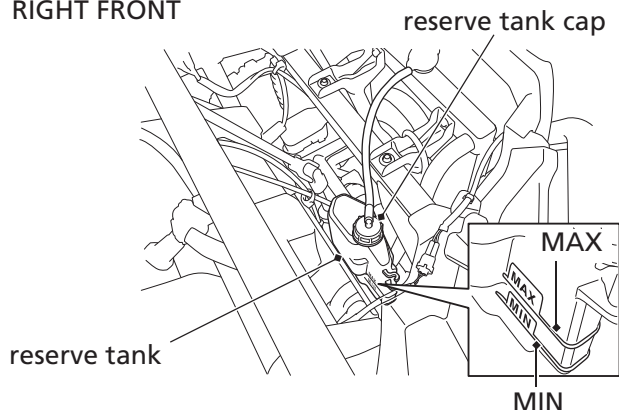 RIGHT FRONT
reserve tank cap
MAX
MAX
MIN
reserve tank
MIN